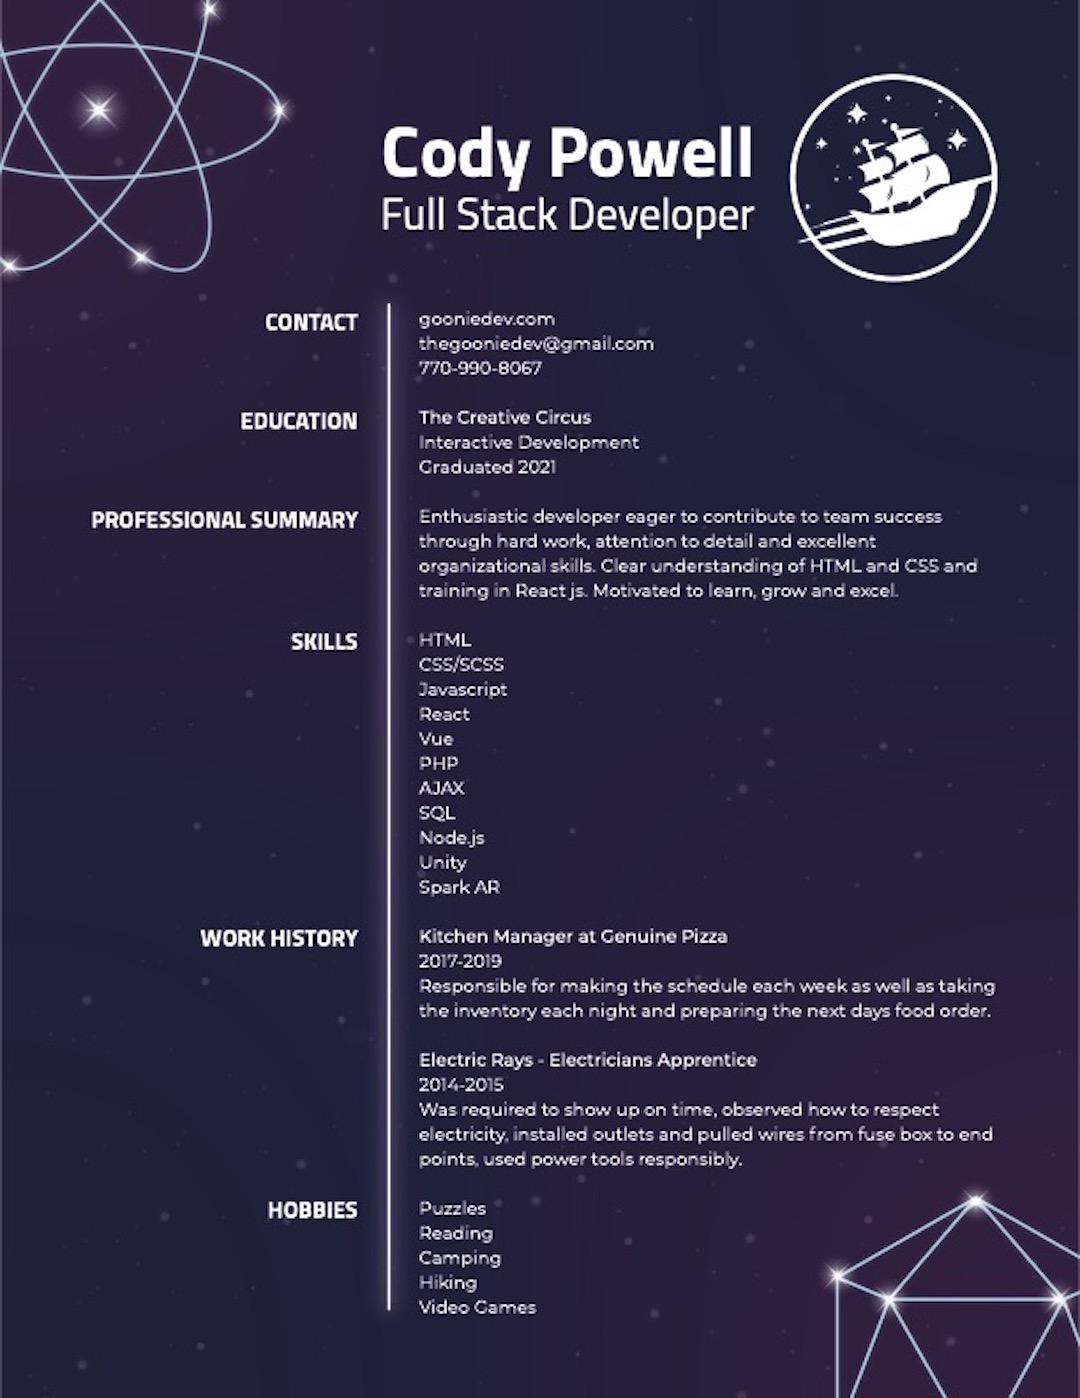 Cody Powell
Full Stack Developer
CONTACT
gooniedev.com
thegooniedev@gmail.com
770-990-8067
EDUCATION
The Creative Circus
Interactive Development
Graduated 2021
PROFESSIONAL SUMMARY
Enthusiastic developer eager to contribute to team success
through hard work, attention to detail and excellent
organizational skills. Clear understanding of HTML and CSS and
training in React js. Motivated to learn, grow and excel.
SKILLS
HTML
CSS/SCSS
Javascript
React
Vue
PHP
AJAX
SQL
Node.js
Unity
Spark AR
WORK HISTORY
Kitchen Manager at Genuine Pizza
2017-2019
Responsible for making the schedule each week as well as taking
the inventory each night and preparing the next days food order.
Electric Rays - Electricians Apprentice
2014-2015
Was required to show up on time, observed how to respect
electricity, installed outlets and pulled wires from fuse box to end
points, used power tools responsibly.
HOBBIES
Puzzles
Reading
Camping
Hiking
Video Games